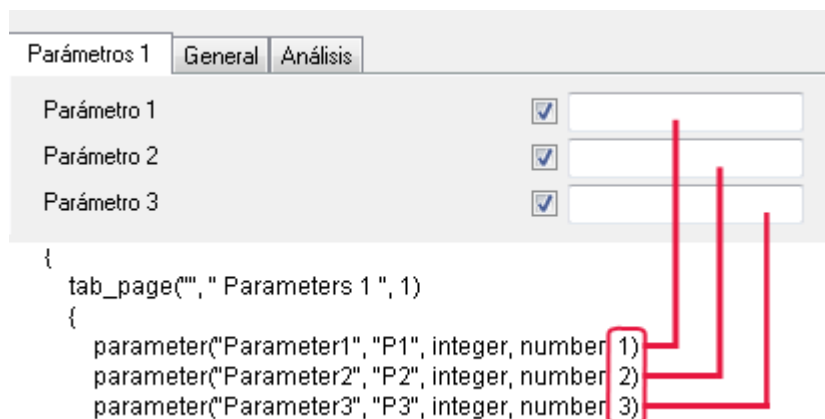 Parámetros 1 General Análisis
Parámetro 1
Parámetro 2
Parámetro 3
{
tab_page("", " Parameters 1 ", 1)
{
parameter("Parameter1", "P1", integer, number 1)
parameter("Parameter2", "P2", integer, number 2)
parameter("Parameter3", "P3", integer, number 3)